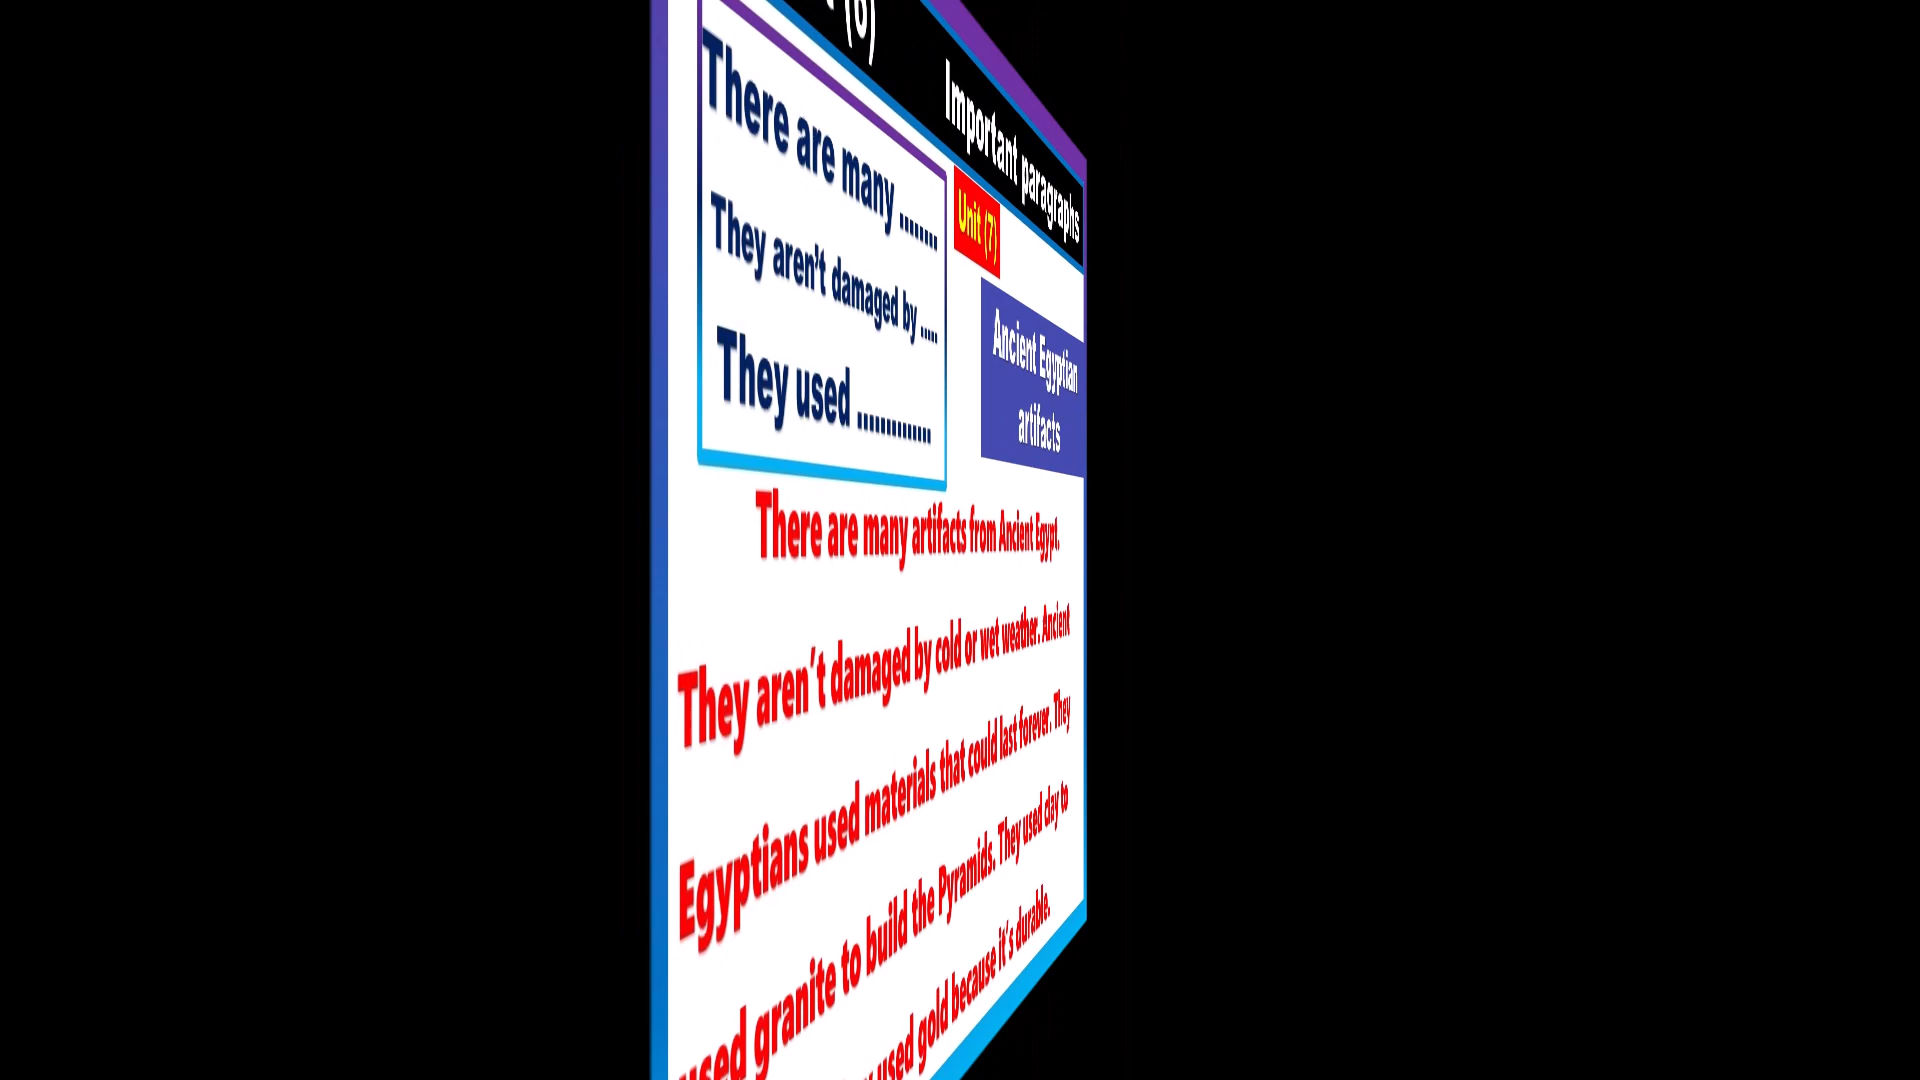 (6)
Important paragraphs
Unit (7)
There are many ........
They aren't damaged by .....
They used .............
Ancient Egyptian
artifacts
There are many artifacts from Ancient Egypt.
They aren't damaged by cold or wet weather. Ancient
Egyptians used materials that could last forever. They
used granite to build the Pyramids. They used clay to
used gold because it's durable.